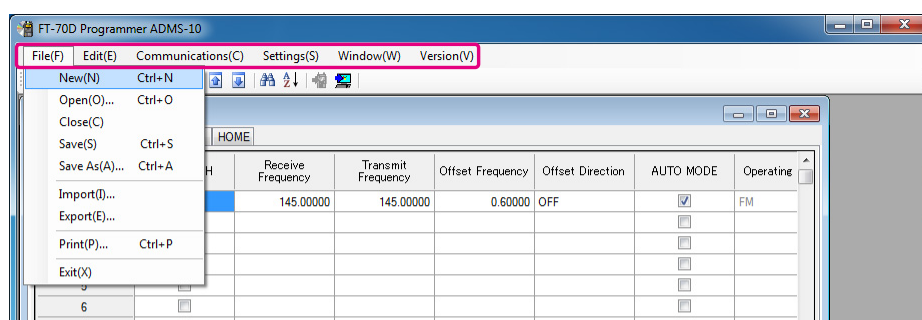 FT-70D Programmer ADMS-10
File(F) Edit(E) Communications(C) Settings(S) Window(W) Version(V)
New(N) Ctrl+N
Open(O)... Ctrl+O
Close(C)
Save(S) Ctrl+S
Save As(A)... Ctrl+A
Import(I)...
Export(E)...
Print(P)... Ctrl+P
Exit(X)
HOME
H Receive Frequency Transmit Frequency Offset Frequency Offset Direction AUTO MODE Operating
145.00000 145.00000 0.60000 OFF FM
5
6